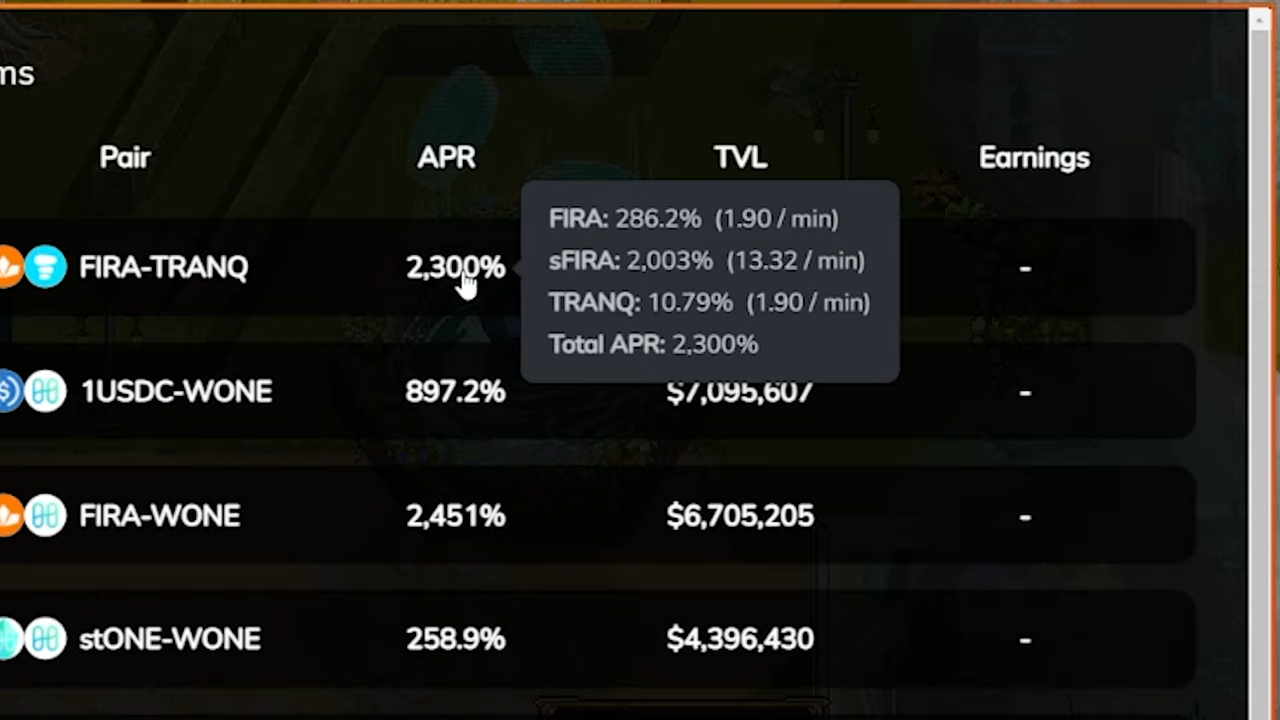 ms
Pair APR TVL Earnings
FIRA-TRANQ 2,300% -
FIRA: 286.2% (1.90 / min)
sFIRA: 2,003% (13.32 / min)
TRANQ: 10.79% (1.90 / min)
Total APR: 2,300%
1USDC-WONE 897.2% $7,095,607 -
FIRA-WONE 2,451% $6,705,205 -
stONE-WONE 258.9% $4,396,430 -